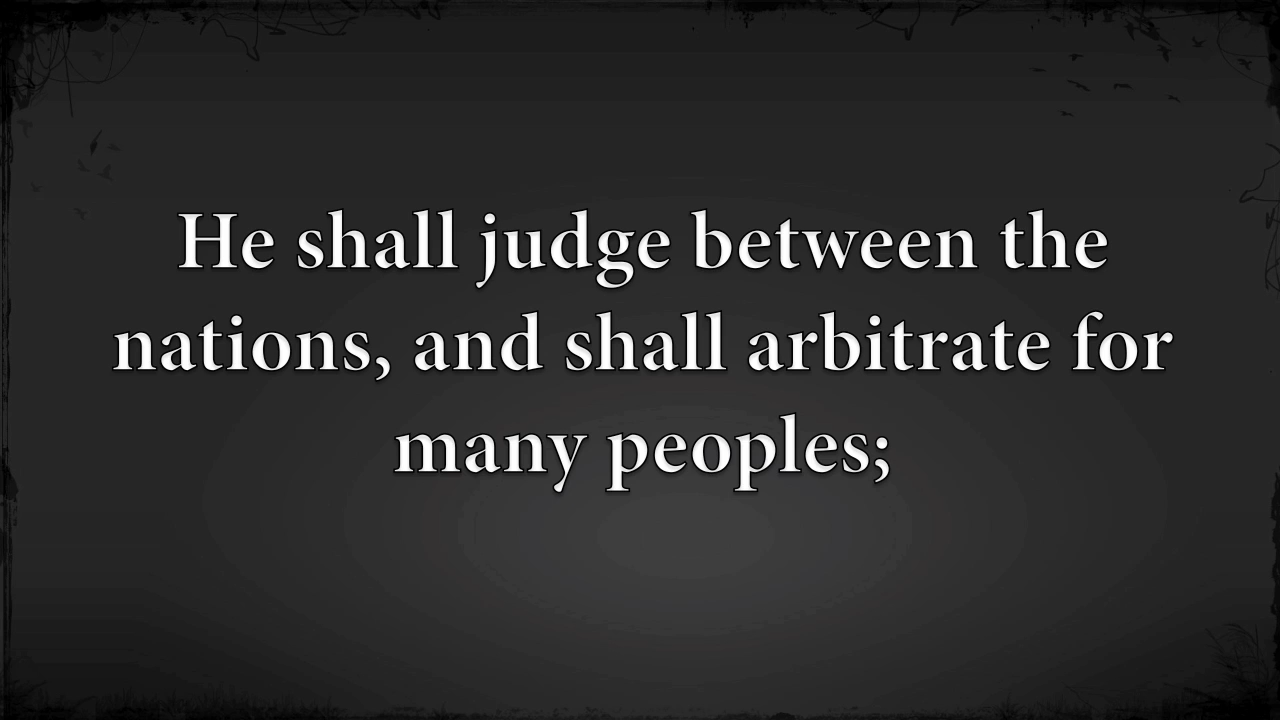 He shall judge between the
nations, and shall arbitrate for
many peoples;